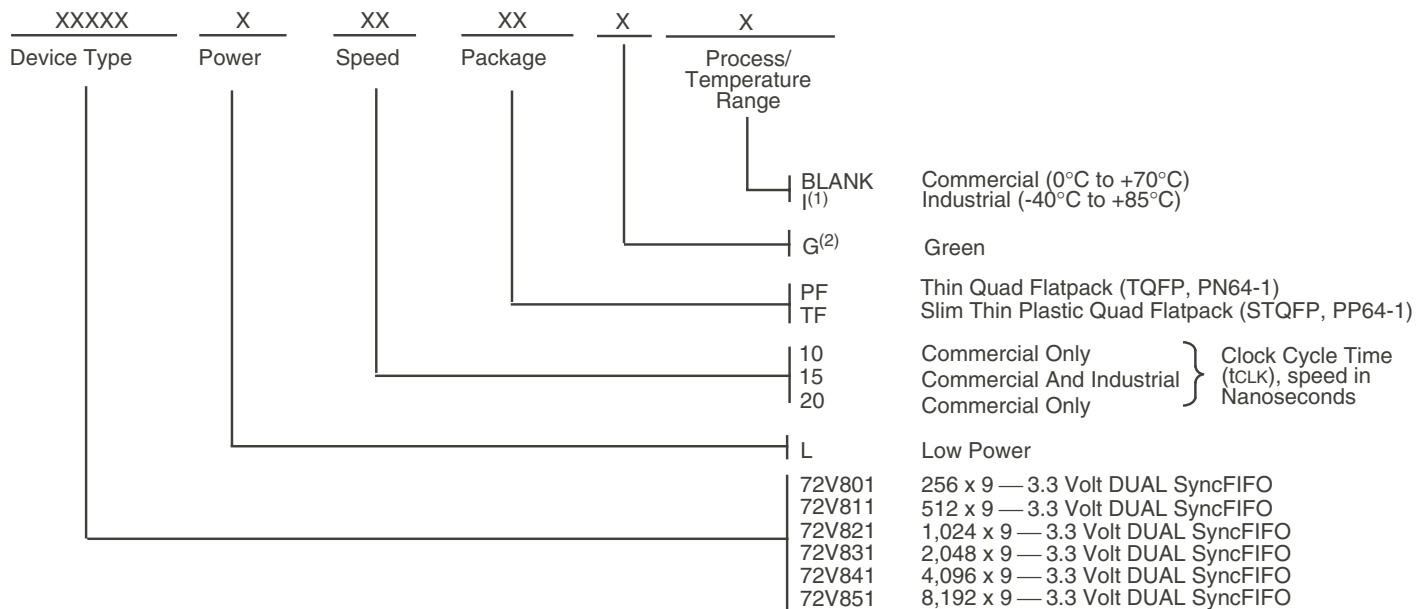 XXXXX X XX XX X X
Device Type Power Speed Package Process/
Temperature
Range
BLANK Commercial (0°C to +70°C)
I(1) Industrial (-40°C to +85°C)
G(2) Green
PF Thin Quad Flatpack (TQFP, PN64-1)
TF Slim Thin Plastic Quad Flatpack (STQFP, PP64-1)
10 Commercial Only
15 Commercial And Industrial
20 Commercial Only
Clock Cycle Time
(tCLK), speed in
Nanoseconds
L Low Power
72V801 256 x 9 — 3.3 Volt DUAL SyncFIFO
72V811 512 x 9 — 3.3 Volt DUAL SyncFIFO
72V821 1,024 x 9 — 3.3 Volt DUAL SyncFIFO
72V831 2,048 x 9 — 3.3 Volt DUAL SyncFIFO
72V841 4,096 x 9 — 3.3 Volt DUAL SyncFIFO
72V851 8,192 x 9 — 3.3 Volt DUAL SyncFIFO